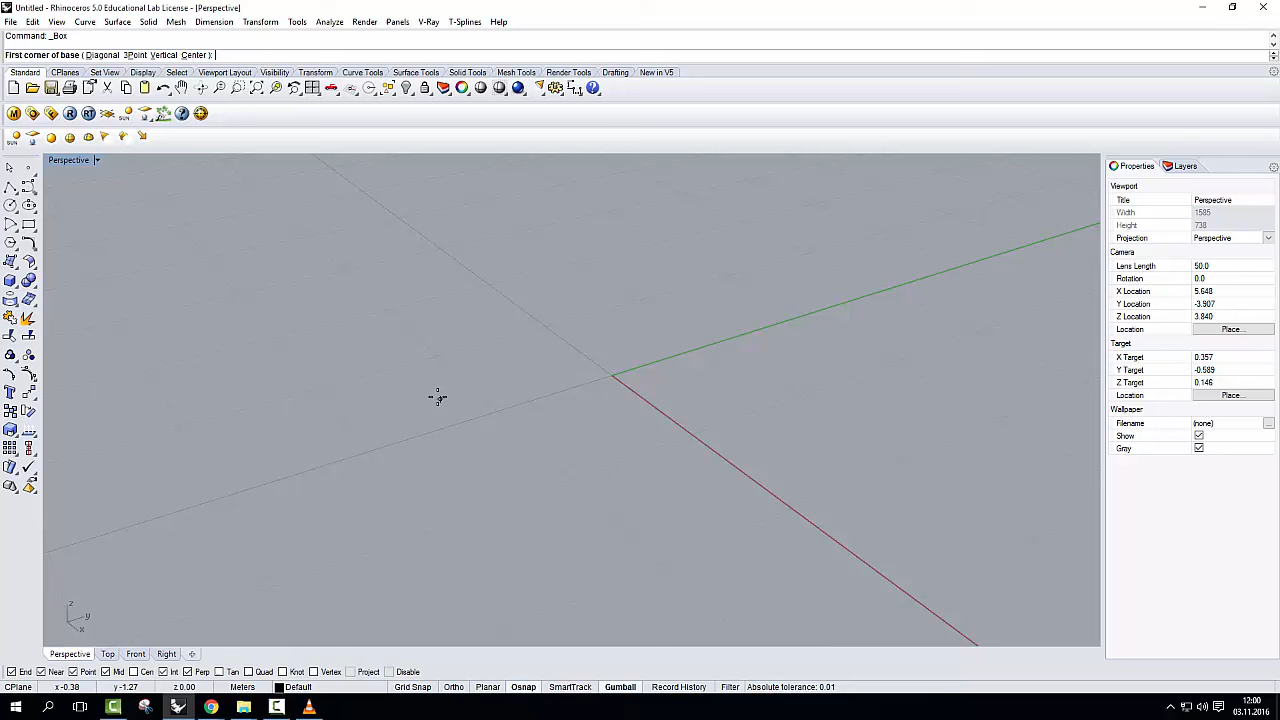 Untitled - Rhinoceros 5.0 Educational Lab License - [Perspective]
File Edit View Curve Surface Solid Mesh Dimension Transform Tools Analyze Render Panels V-Ray T-Splines Help
Command: _Box
First corner of base ( Diagonal 3Point Vertical Center ):
Standard CPlanes Set View Display Select Viewport Layout Visibility Transform Curve Tools Surface Tools Solid Tools Mesh Tools Render Tools Drafting New in V5
M R RT SUN
SUN
Perspective
Properties Layers
Viewport
Title Perspective
Width 1585
Height 738
Projection Perspective
Camera
Lens Length 50.0
Rotation 0.0
X Location 5.648
Y Location -3.907
Z Location 3.840
Location Place...
Target
X Target 0.357
Y Target -0.589
Z Target 0.146
Location Place...
Wallpaper
Filename (none) ...
Show
Gray
z
y
x
Perspective Top Front Right
End Near Point Mid Cen Int Perp Tan Quad Knot Vertex Project Disable
CPlane x -0.38 y -1.27 z 0.00 Meters Default Grid Snap Ortho Planar Osnap SmartTrack Gumball Record History Filter Absolute tolerance: 0.01
12:00
03.11.2016